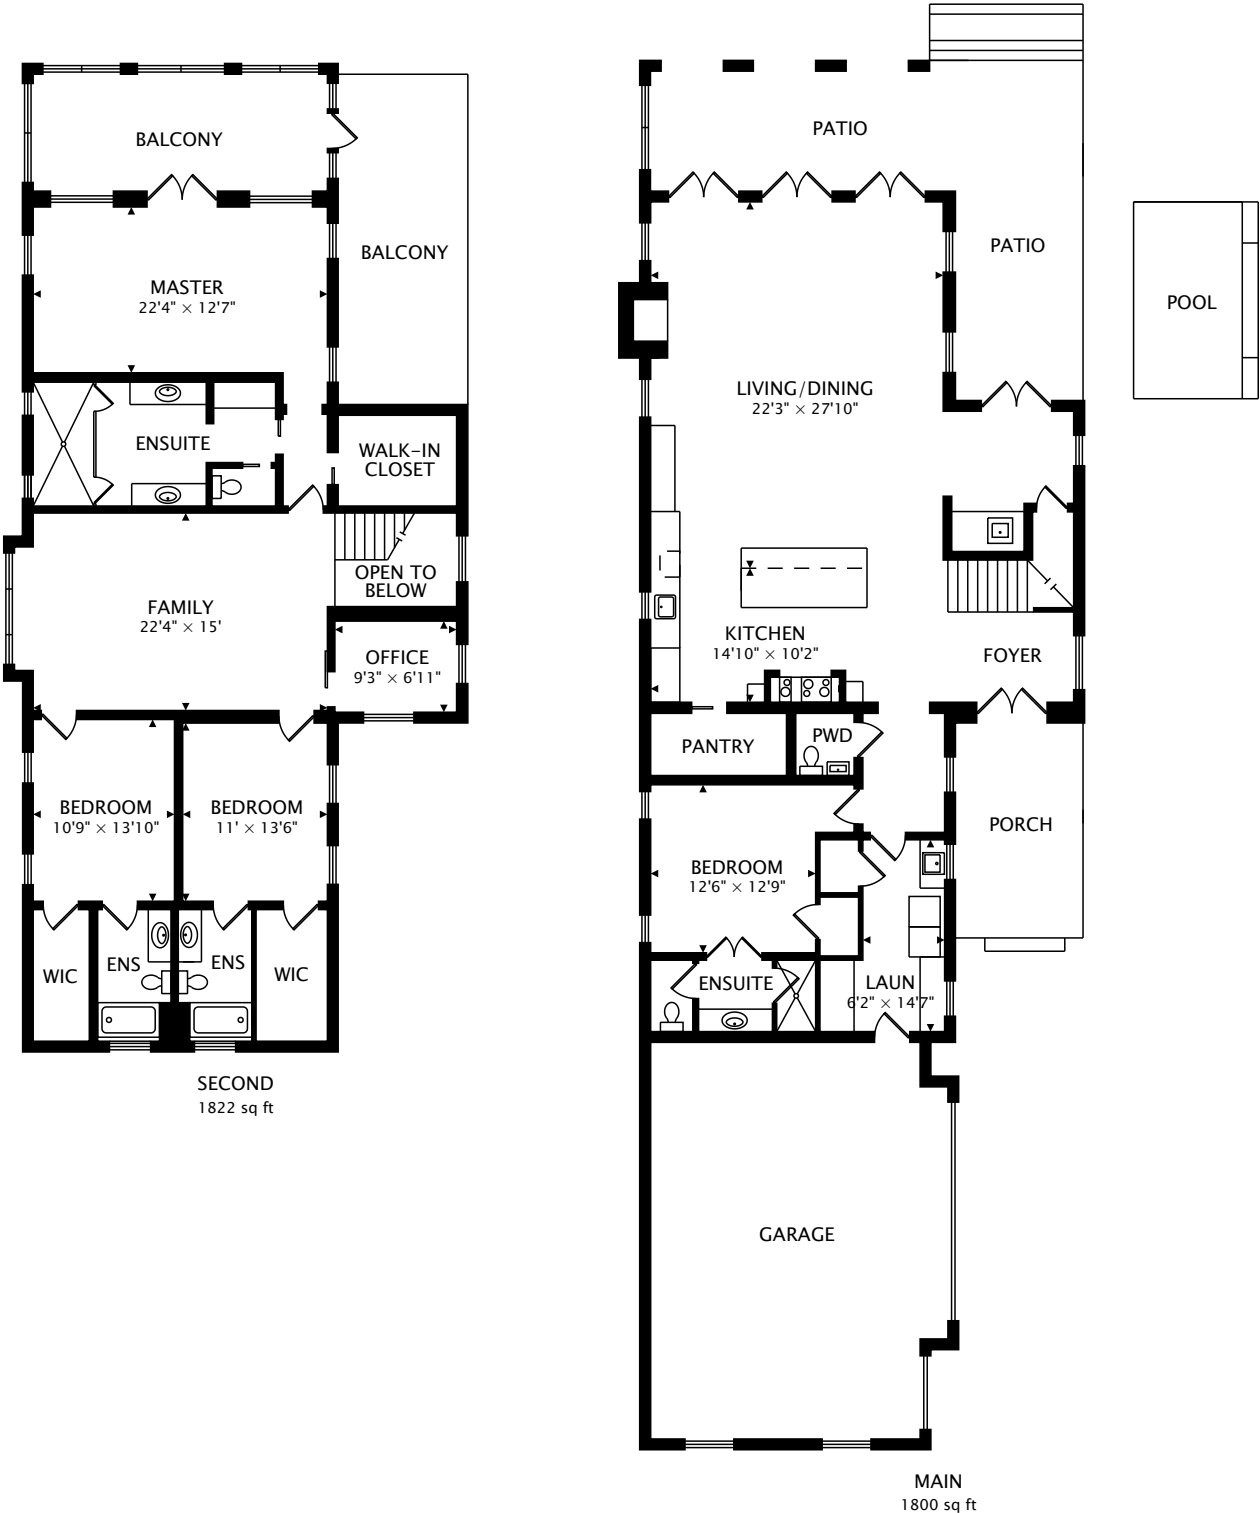 BALCONY
BALCONY
MASTER
22'4" × 12'7"
ENSUITE
WALK-IN
CLOSET
OPEN TO
BELOW
FAMILY
22'4" × 15'
OFFICE
9'3" × 6'11"
BEDROOM
10'9" × 13'10"
BEDROOM
11' × 13'6"
WIC
ENS
ENS
WIC
SECOND
1822 sq ft
PATIO
PATIO
POOL
LIVING/DINING
22'3" × 27'10"
KITCHEN
14'10" × 10'2"
FOYER
PANTRY
PWD
PORCH
BEDROOM
12'6" × 12'9"
ENSUITE
LAUN
6'2" × 14'7"
GARAGE
MAIN
1800 sq ft